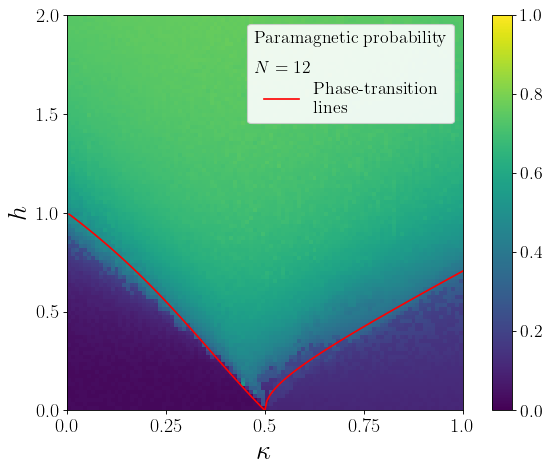 2.0
1.5
1.0
0.5
0.0
h
0.0 0.25 0.5 0.75 1.0
κ
Paramagnetic probability
N = 12
Phase-transition
lines
1.0
0.8
0.6
0.4
0.2
0.0